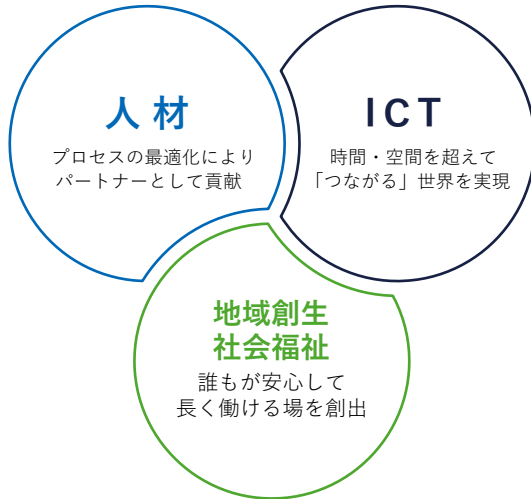 人材
プロセスの最適化により
パートナーとして貢献
ICT
時間・空間を超えて
「つながる」世界を実現
地域創生
社会福祉
誰もが安心して
長く働ける場を創出